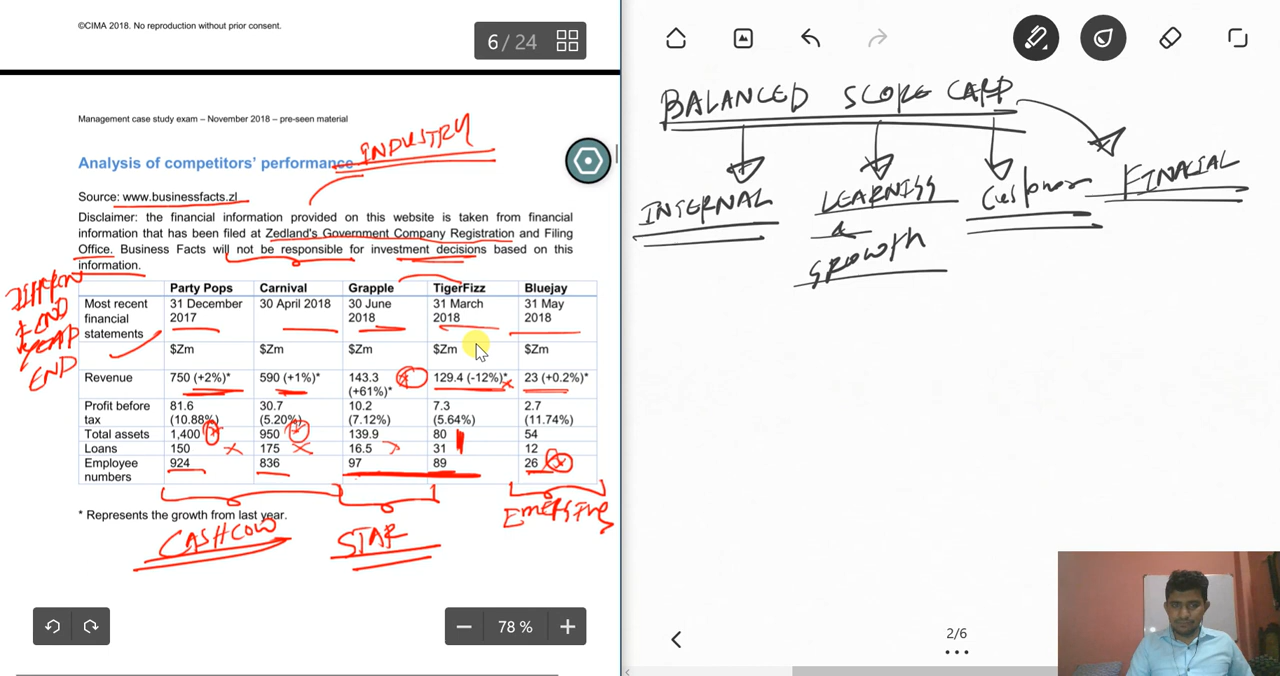 ©CIMA 2018. No reproduction without prior consent.
6 / 24
Management case study exam – November 2018 – pre-seen material
Analysis of competitors' performance
INDUSTRY
Source: www.businessfacts.zl
Disclaimer: the financial information provided on this website is taken from financial
information that has been filed at Zedland's Government Company Registration and Filing
Office. Business Facts will not be responsible for investment decisions based on this
information.
Party Pops Carnival Grapple TigerFizz Bluejay
Most recent financial statements 31 December 2017 30 April 2018 30 June 2018 31 March 2018 31 May 2018
$Zm $Zm $Zm $Zm $Zm
Revenue 750 (+2%)* 590 (+1%)* 143.3 (+61%)* 129.4 (-12%)* 23 (+0.2%)*
Profit before tax 81.6 (10.88%) 30.7 (5.20%) 10.2 (7.12%) 7.3 (5.64%) 2.7 (11.74%)
Total assets 1,400 950 139.9 80 54
Loans 150 175 16.5 31 12
Employee numbers 924 836 97 89 26
END
END
* Represents the growth from last year.
CASHCOW
STAR
78 %
BALANCED SCORE CARD
INTERNAL
LEARNISS
&
GROWTH
Customer
FINACIAL
2/6